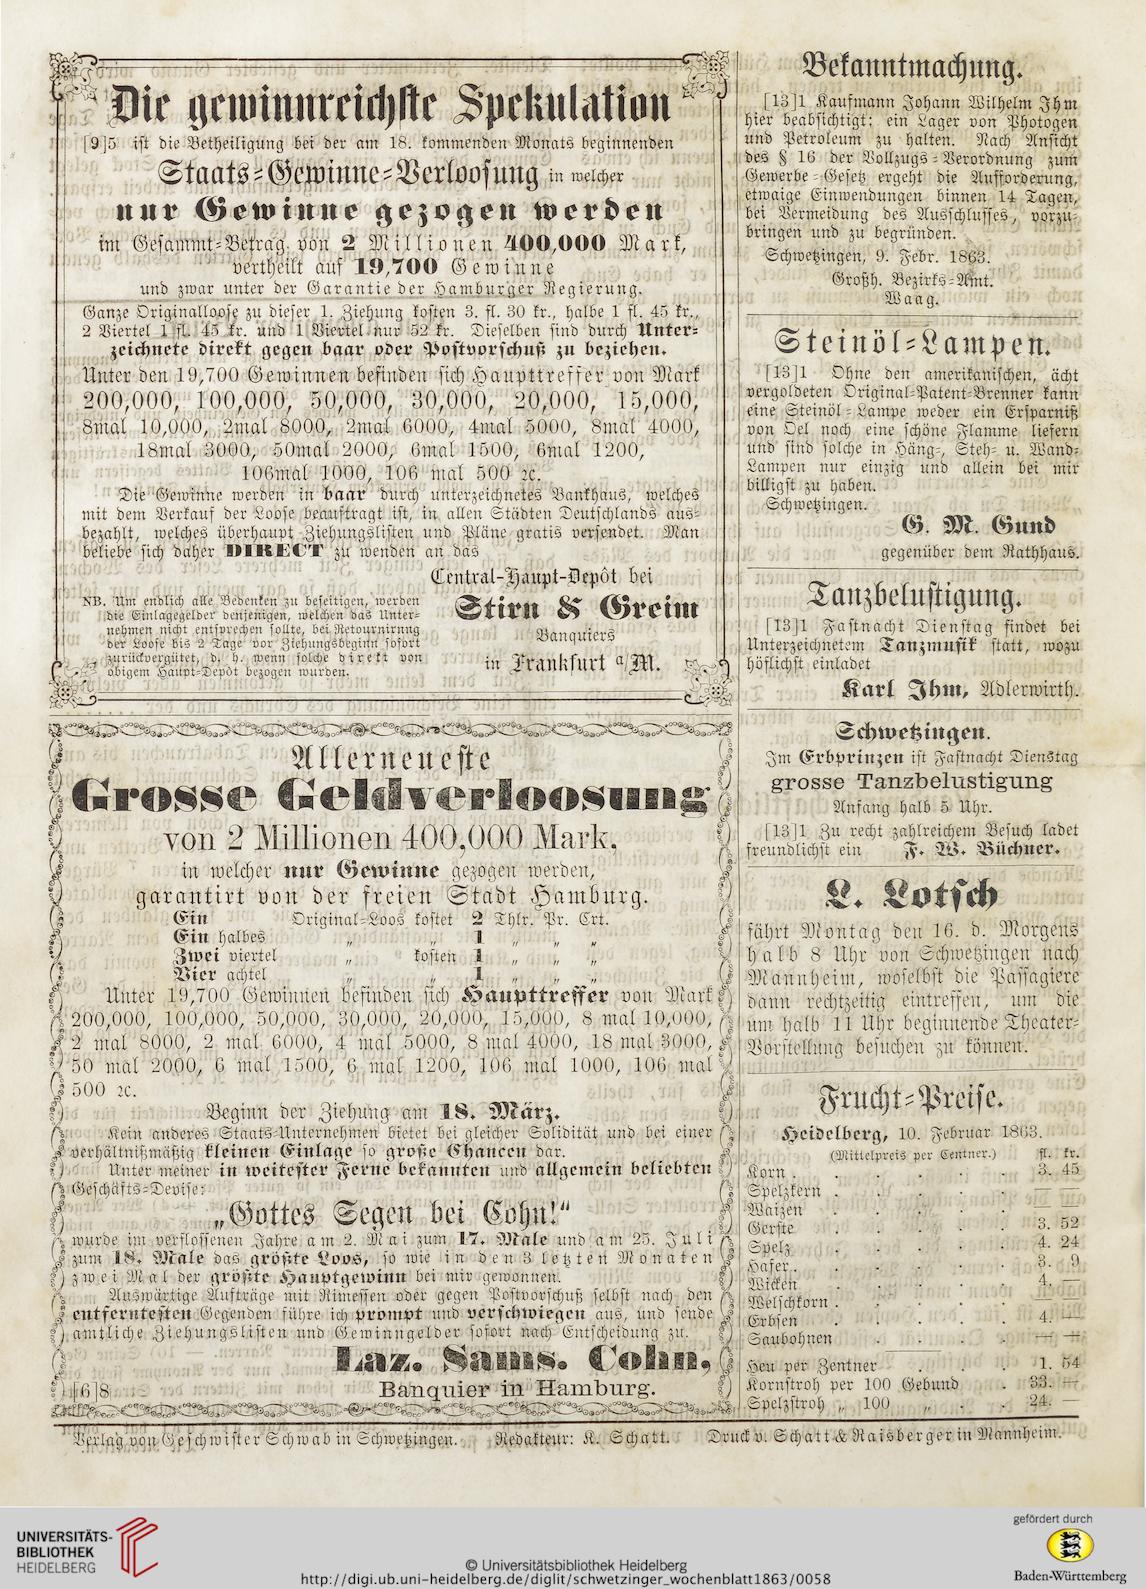 Die gewinnreichste Spekulation
[9]5 ist die Betheiligung bei der am 18. kommenden Monats beginnenden
Staats-Gewinne-Verloosung in welcher
nur Gewinne gezogen werden
im Gesammt-Betrag von 2 Millionen 400,000 Mark,
vertheilt auf 19,700 Gewinne
und zwar unter der Garantie der Hamburger Regierung.
Ganze Originalloose zu dieser 1. Ziehung kosten 3. fl. 30 kr., halbe 1 fl. 45 kr.,
2 Viertel 1 fl. 45 kr. und 1 Viertel nur 52 kr. Dieselben sind durch Unter-
zeichnete direkt gegen baar oder Postvorschuß zu beziehen.
Unter den 19,700 Gewinnen befinden sich Haupttreffer von Mark
200,000, 100,000, 50,000, 30,000, 20,000, 15,000,
8mal 10,000, 2mal 8000, 2mal 6000, 4mal 5000, 8mal 4000,
18mal 3000, 50mal 2000, 6mal 1500, 6mal 1200,
106mal 1000, 106 mal 500 ꝛc.
Die Gewinne werden in baar durch unterzeichnetes Bankhaus, welches
mit dem Verkauf der Loose beauftragt ist, in allen Städten Deutschlands aus-
bezahlt, welches überhaupt Ziehungslisten und Pläne gratis versendet. Man
beliebe sich daher DIRECT zu wenden an das
Central-Haupt-Depôt bei
Stirn & Greim
Banquiers
in Frankfurt a/M.
NB. Um endlich alle Bedenken zu beseitigen, werden
die Einlagegelder denjenigen, welchen das Unter-
nehmen nicht entsprechen sollte, bei Retournirung
der Loose bis 2 Tage vor Ziehungsbeginn sofort
zurückvergütet, d. h. wenn solche direkt von
obigem Haupt-Depôt bezogen wurden.
Allerneueste
Grosse Geldverloosung
von 2 Millionen 400,000 Mark,
in welcher nur Gewinne gezogen werden,
garantirt von der freien Stadt Hamburg.
Ein Original-Loos kostet 2 Thlr. Pr. Crt.
Ein halbes „ „ 1 „ „ „
Zwei viertel „ kosten 1 „ „ „
Vier achtel „ „ 1 „ „ „
Unter 19,700 Gewinnen befinden sich Haupttreffer von Mark
200,000, 100,000, 50,000, 30,000, 20,000, 15,000, 8 mal 10,000,
2 mal 8000, 2 mal 6000, 4 mal 5000, 8 mal 4000, 18 mal 3000,
50 mal 2000, 6 mal 1500, 6 mal 1200, 106 mal 1000, 106 mal
500 ꝛc.
Beginn der Ziehung am 18. März.
Kein anderes Staats-Unternehmen bietet bei gleicher Solidität und bei einer
verhältnißmäßig kleinen Einlage so große Chancen dar.
Unter meiner in weitester Ferne bekannten und allgemein beliebten
Geschäfts-Devise:
„Gottes Segen bei Cohn!“
wurde im verflossenen Jahre am 2. Mai zum 17. Male und am 25. Juli
zum 18. Male das größte Loos, so wie in den 3 letzten Monaten
zwei Mal der größte Hauptgewinn bei mir gewonnen.
Auswärtige Aufträge mit Rimessen oder gegen Postvorschuß selbst nach den
entferntesten Gegenden führe ich prompt und verschwiegen aus, und sende
amtliche Ziehungslisten und Gewinngelder sofort nach Entscheidung zu.
Laz. Sams. Cohn,
[6]8 Banquier in Hamburg.
Bekanntmachung.
[13]1 Kaufmann Johann Wilhelm Ihm
hier beabsichtigt: ein Lager von Photogen
und Petroleum zu halten. Nach Ansicht
des § 16 der Vollzugs-Verordnung zum
Gewerbe-Gesetz ergeht die Aufforderung,
etwaige Einwendungen binnen 14 Tagen,
bei Vermeidung des Ausschlusses, vorzu-
bringen und zu begründen.
Schwetzingen, 9. Febr. 1863.
Großh. Bezirks-Amt.
Waag.
Steinöl-Lampen.
[13]1 Ohne den amerikanischen, ächt
vergoldeten Original-Patent-Brenner kann
eine Steinöl-Lampe weder ein Ersparniß
von Oel noch eine schöne Flamme liefern
und sind solche in Häng-, Steh- u. Wand-
Lampen nur einzig und allein bei mir
billigst zu haben.
Schwetzingen.
G. M. Gund
gegenüber dem Rathhaus.
Tanzbelustigung.
[13]1 Fastnacht Dienstag findet bei
Unterzeichnetem Tanzmusik statt, wozu
höflichst einladet
Karl Ihm, Adlerwirth.
Schwetzingen.
Im Erbprinzen ist Fastnacht Dienstag
grosse Tanzbelustigung
Anfang halb 5 Uhr.
[13]1 Zu recht zahlreichem Besuch ladet
freundlichst ein F. W. Büchner.
L. Lotsch
fährt Montag den 16. d. Morgens
halb 8 Uhr von Schwetzingen nach
Mannheim, woselbst die Passagiere
dann rechtzeitig eintreffen, um die
um halb 11 Uhr beginnende Theater-
Vorstellung besuchen zu können.
Frucht-Preise.
Heidelberg, 10. Februar 1863.
(Mittelpreis per Centner.) fl. kr.
Korn . . . . . 3. 45
Spelzkern . . . . — —
Waizen . . . . — —
Gerste . . . . 3. 52
Spelz . . . . 4. 24
Hafer . . . . 3. 9
Wicken . . . . 4. —
Welschkorn . . . . — —
Erbsen . . . . 4. —
Saubohnen . . . . — —
Heu per Zentner . . . 1. 54
Kornstroh per 100 Gebund . 33. —
Spelzstroh „ 100 „ . 24. —
Verlag von Geschwister Schwab in Schwetzingen. Redakteur: K. Schatt. Druck v. Schatt & Raisberger in Mannheim.
UNIVERSITÄTS-
BIBLIOTHEK
HEIDELBERG
© Universitätsbibliothek Heidelberg
http://digi.ub.uni-heidelberg.de/diglit/schwetzinger_wochenblatt1863/0058
gefördert durch
Baden-Württemberg